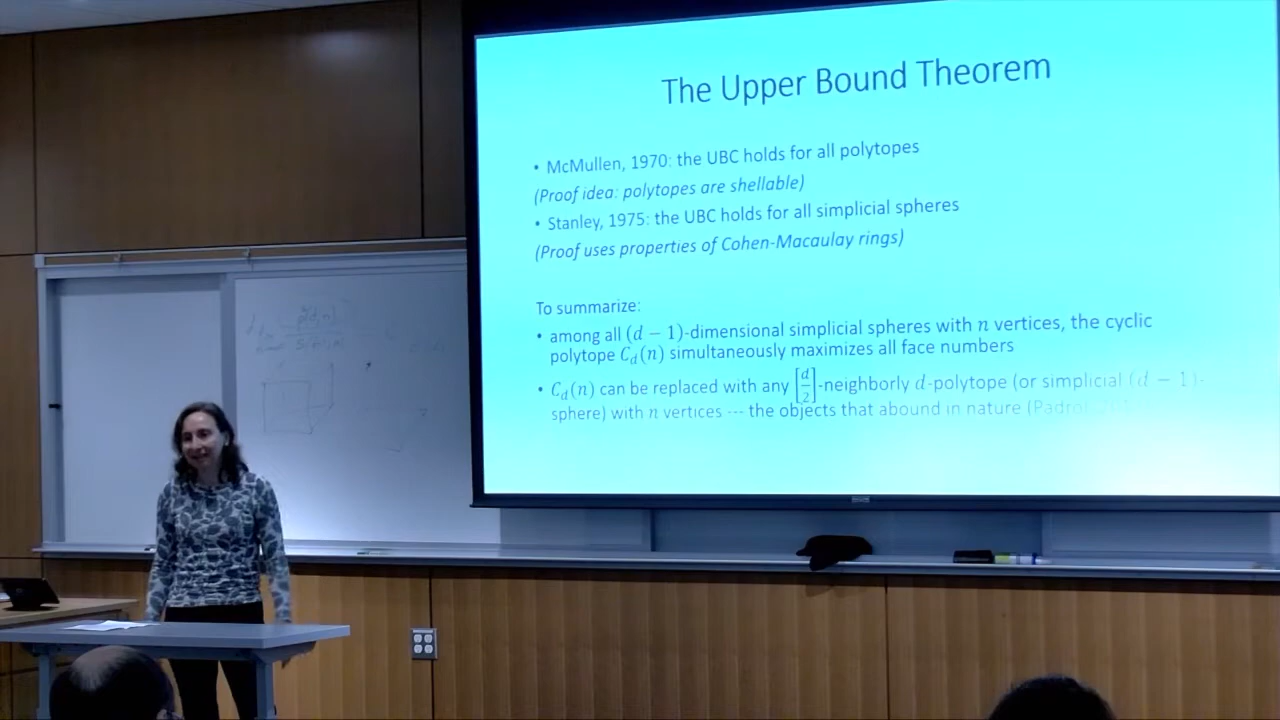 The Upper Bound Theorem
• McMullen, 1970: the UBC holds for all polytopes
(Proof idea: polytopes are shellable)
• Stanley, 1975: the UBC holds for all simplicial spheres
(Proof uses properties of Cohen-Macaulay rings)
To summarize:
• among all (d − 1)-dimensional simplicial spheres with n vertices, the cyclic
polytope C_d(n) simultaneously maximizes all face numbers
• C_d(n) can be replaced with any [d/2]-neighborly d-polytope (or simplicial (d − 1)-
sphere) with n vertices --- the objects that abound in nature (Padrol,